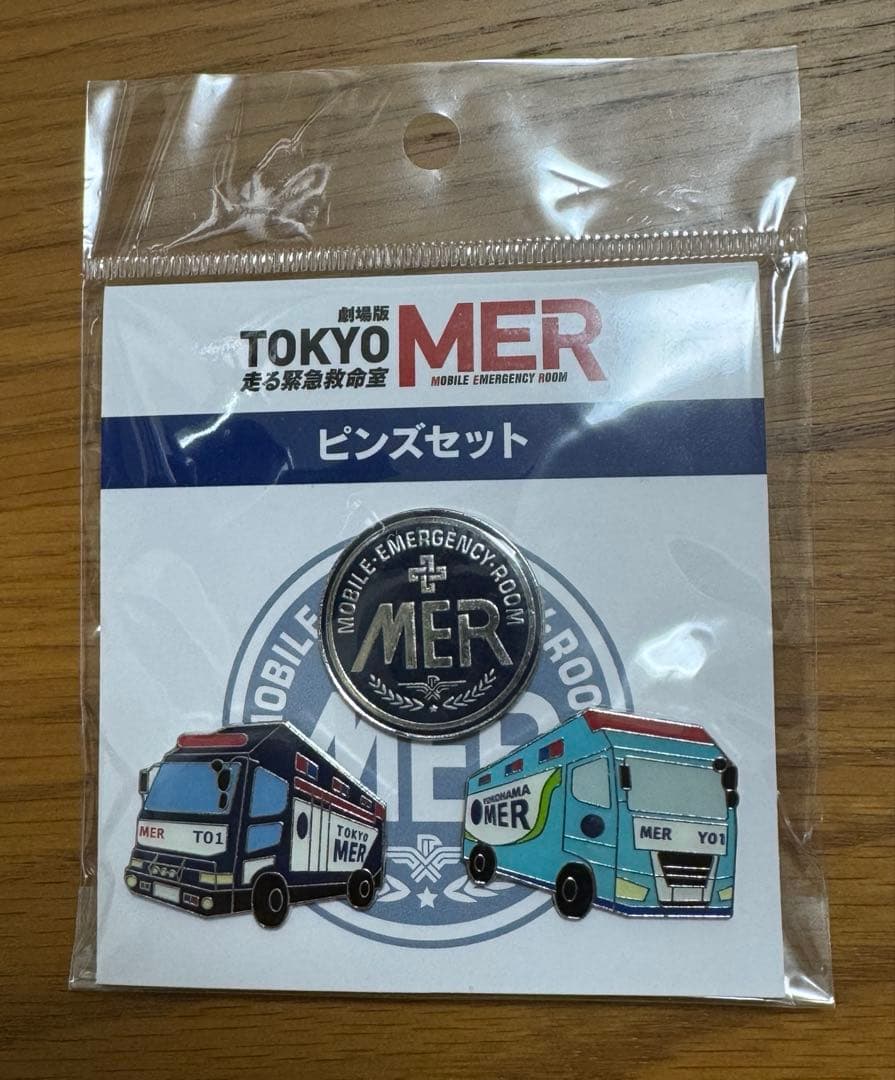 劇場版
TOKYO MER
走る緊急救命室
MOBILE EMERGENCY ROOM
ピンズセット
MOBILE・EMERGENCY・ROOM
MER
MER T01
TOKYO
MER
YOKOHAMA
MER
MER Y01